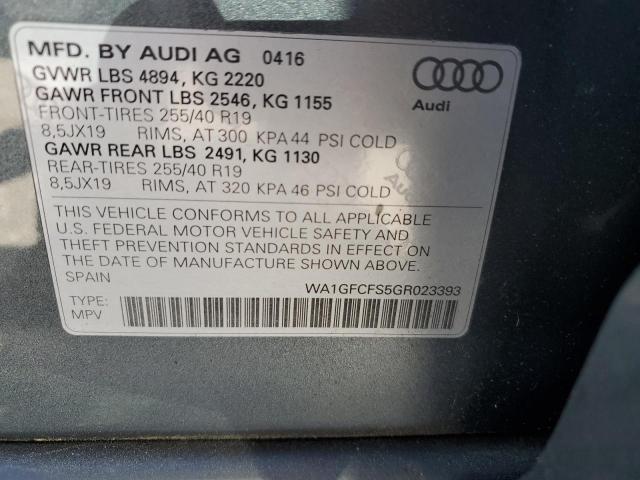 MFD. BY AUDI AG 0416
GVWR LBS 4894, KG 2220
GAWR FRONT LBS 2546, KG 1155
FRONT-TIRES 255/40 R19
8,5JX19 RIMS, AT 300 KPA 44 PSI COLD
GAWR REAR LBS 2491, KG 1130
REAR-TIRES 255/40 R19
8,5JX19 RIMS, AT 320 KPA 46 PSI COLD
Audi
THIS VEHICLE CONFORMS TO ALL APPLICABLE
U.S. FEDERAL MOTOR VEHICLE SAFETY AND
THEFT PREVENTION STANDARDS IN EFFECT ON
THE DATE OF MANUFACTURE SHOWN ABOVE.
SPAIN
WA1GFCFS5GR023393
TYPE:
MPV